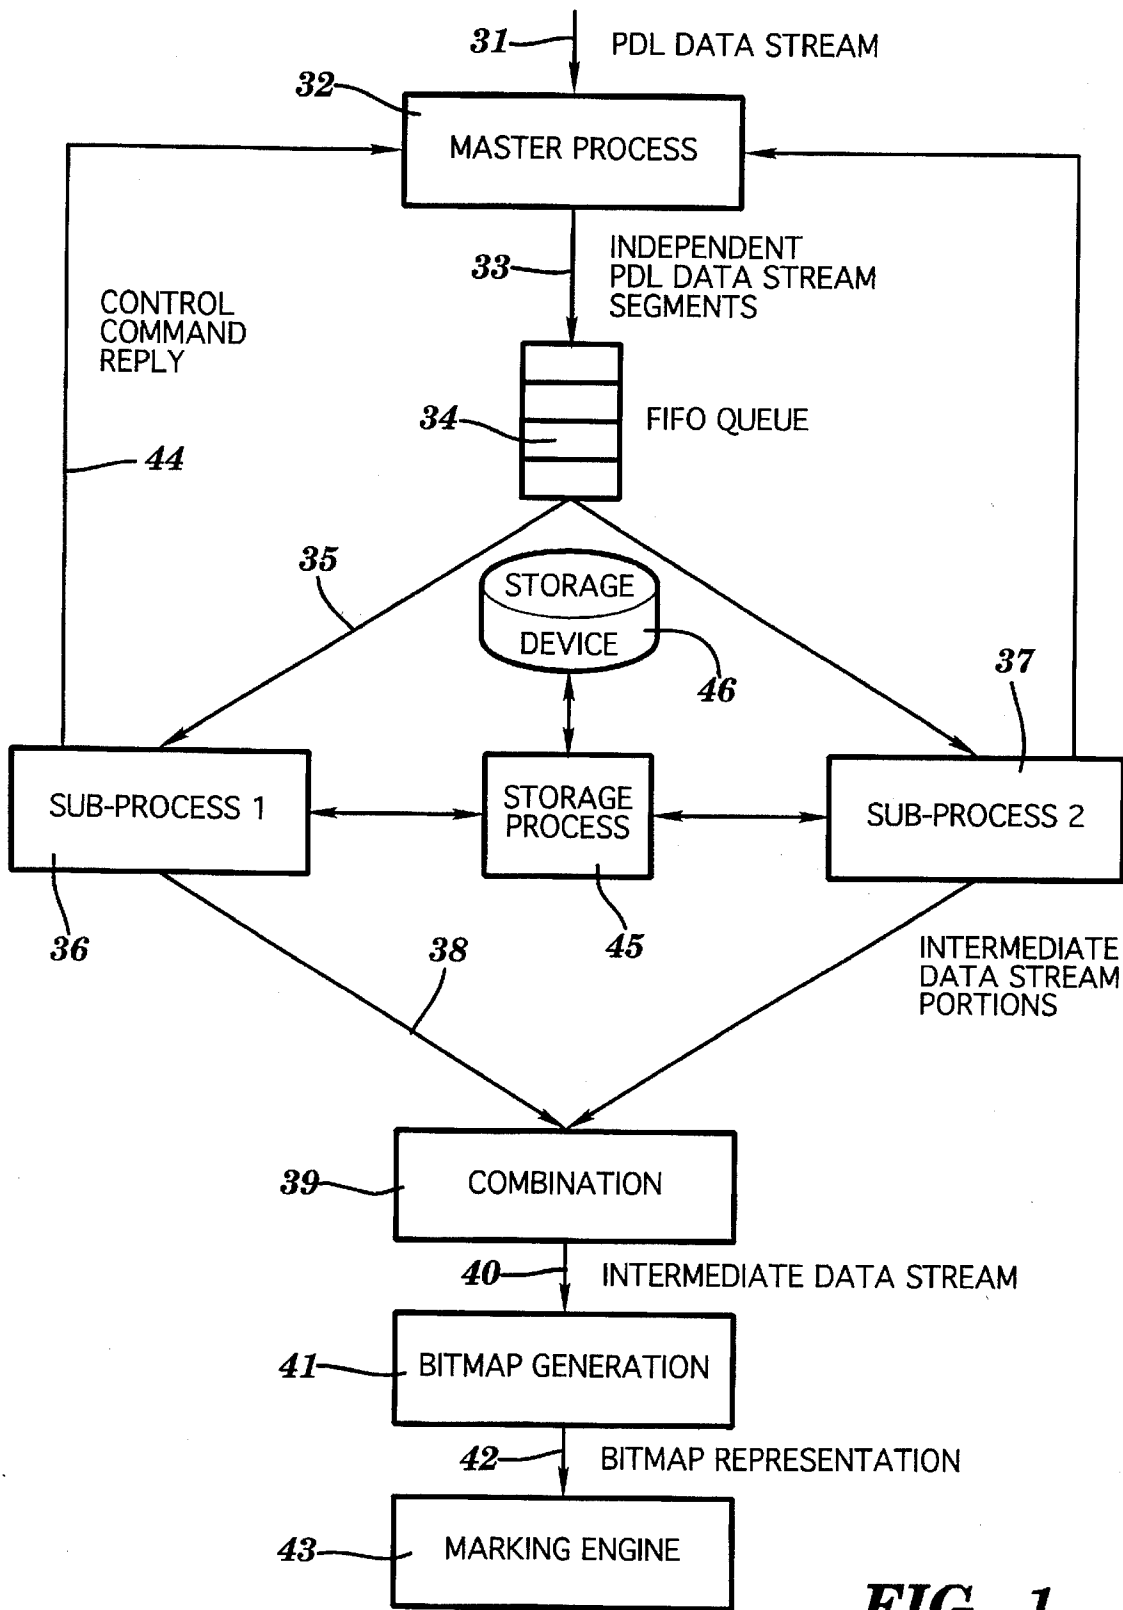 31
PDL DATA STREAM
32
MASTER PROCESS
33
INDEPENDENT
PDL DATA STREAM
SEGMENTS
CONTROL
COMMAND
REPLY
34
FIFO QUEUE
44
35
STORAGE
DEVICE
46
37
SUB-PROCESS 1
STORAGE
PROCESS
SUB-PROCESS 2
36
38
45
INTERMEDIATE
DATA STREAM
PORTIONS
39
COMBINATION
40
INTERMEDIATE DATA STREAM
41
BITMAP GENERATION
42
BITMAP REPRESENTATION
43
MARKING ENGINE
FIG. 1